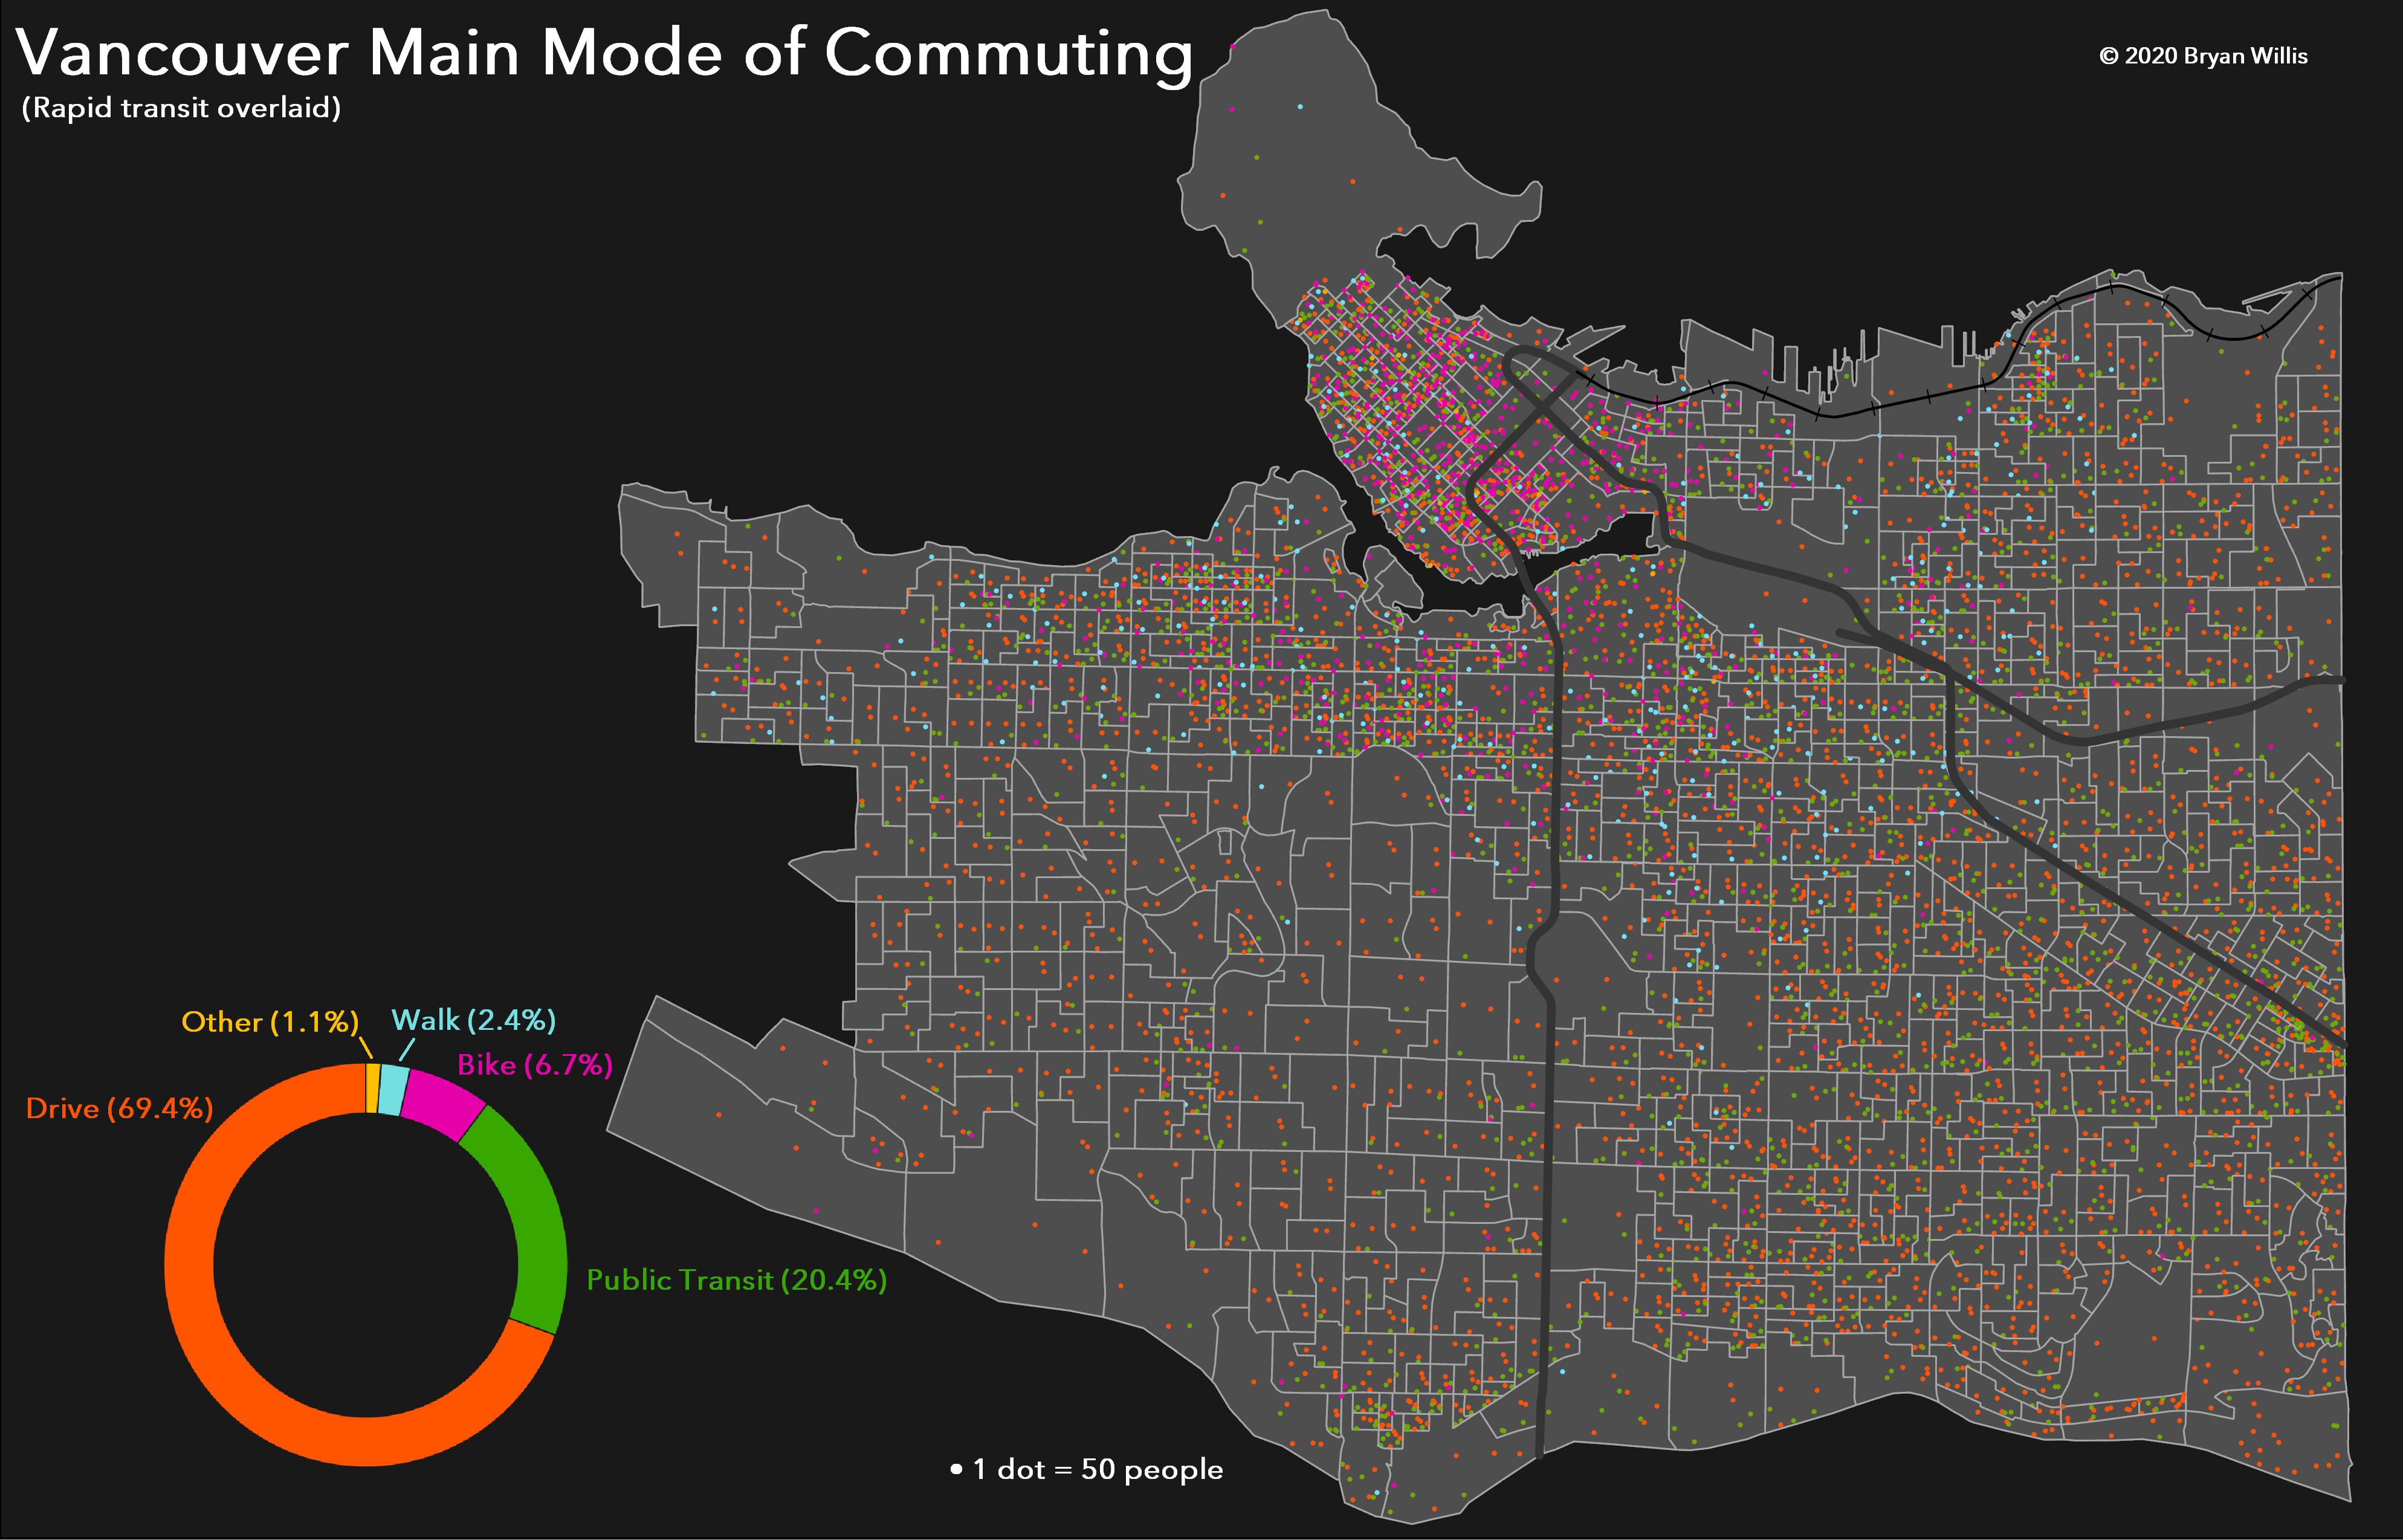 Vancouver Main Mode of Commuting
(Rapid transit overlaid)
© 2020 Bryan Willis
Other (1.1%)
Walk (2.4%)
Bike (6.7%)
Drive (69.4%)
Public Transit (20.4%)
• 1 dot = 50 people